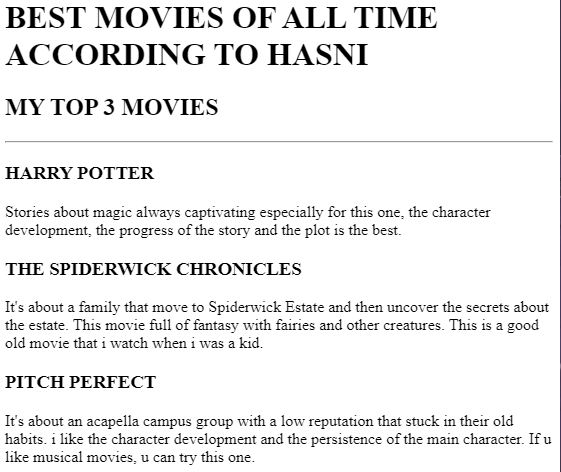 BEST MOVIES OF ALL TIME
ACCORDING TO HASNI
MY TOP 3 MOVIES
HARRY POTTER
Stories about magic always captivating especially for this one, the character
development, the progress of the story and the plot is the best.
THE SPIDERWICK CHRONICLES
It's about a family that move to Spiderwick Estate and then uncover the secrets about
the estate. This movie full of fantasy with fairies and other creatures. This is a good
old movie that i watch when i was a kid.
PITCH PERFECT
It's about an acapella campus group with a low reputation that stuck in their old
habits. i like the character development and the persistence of the main character. If u
like musical movies, u can try this one.